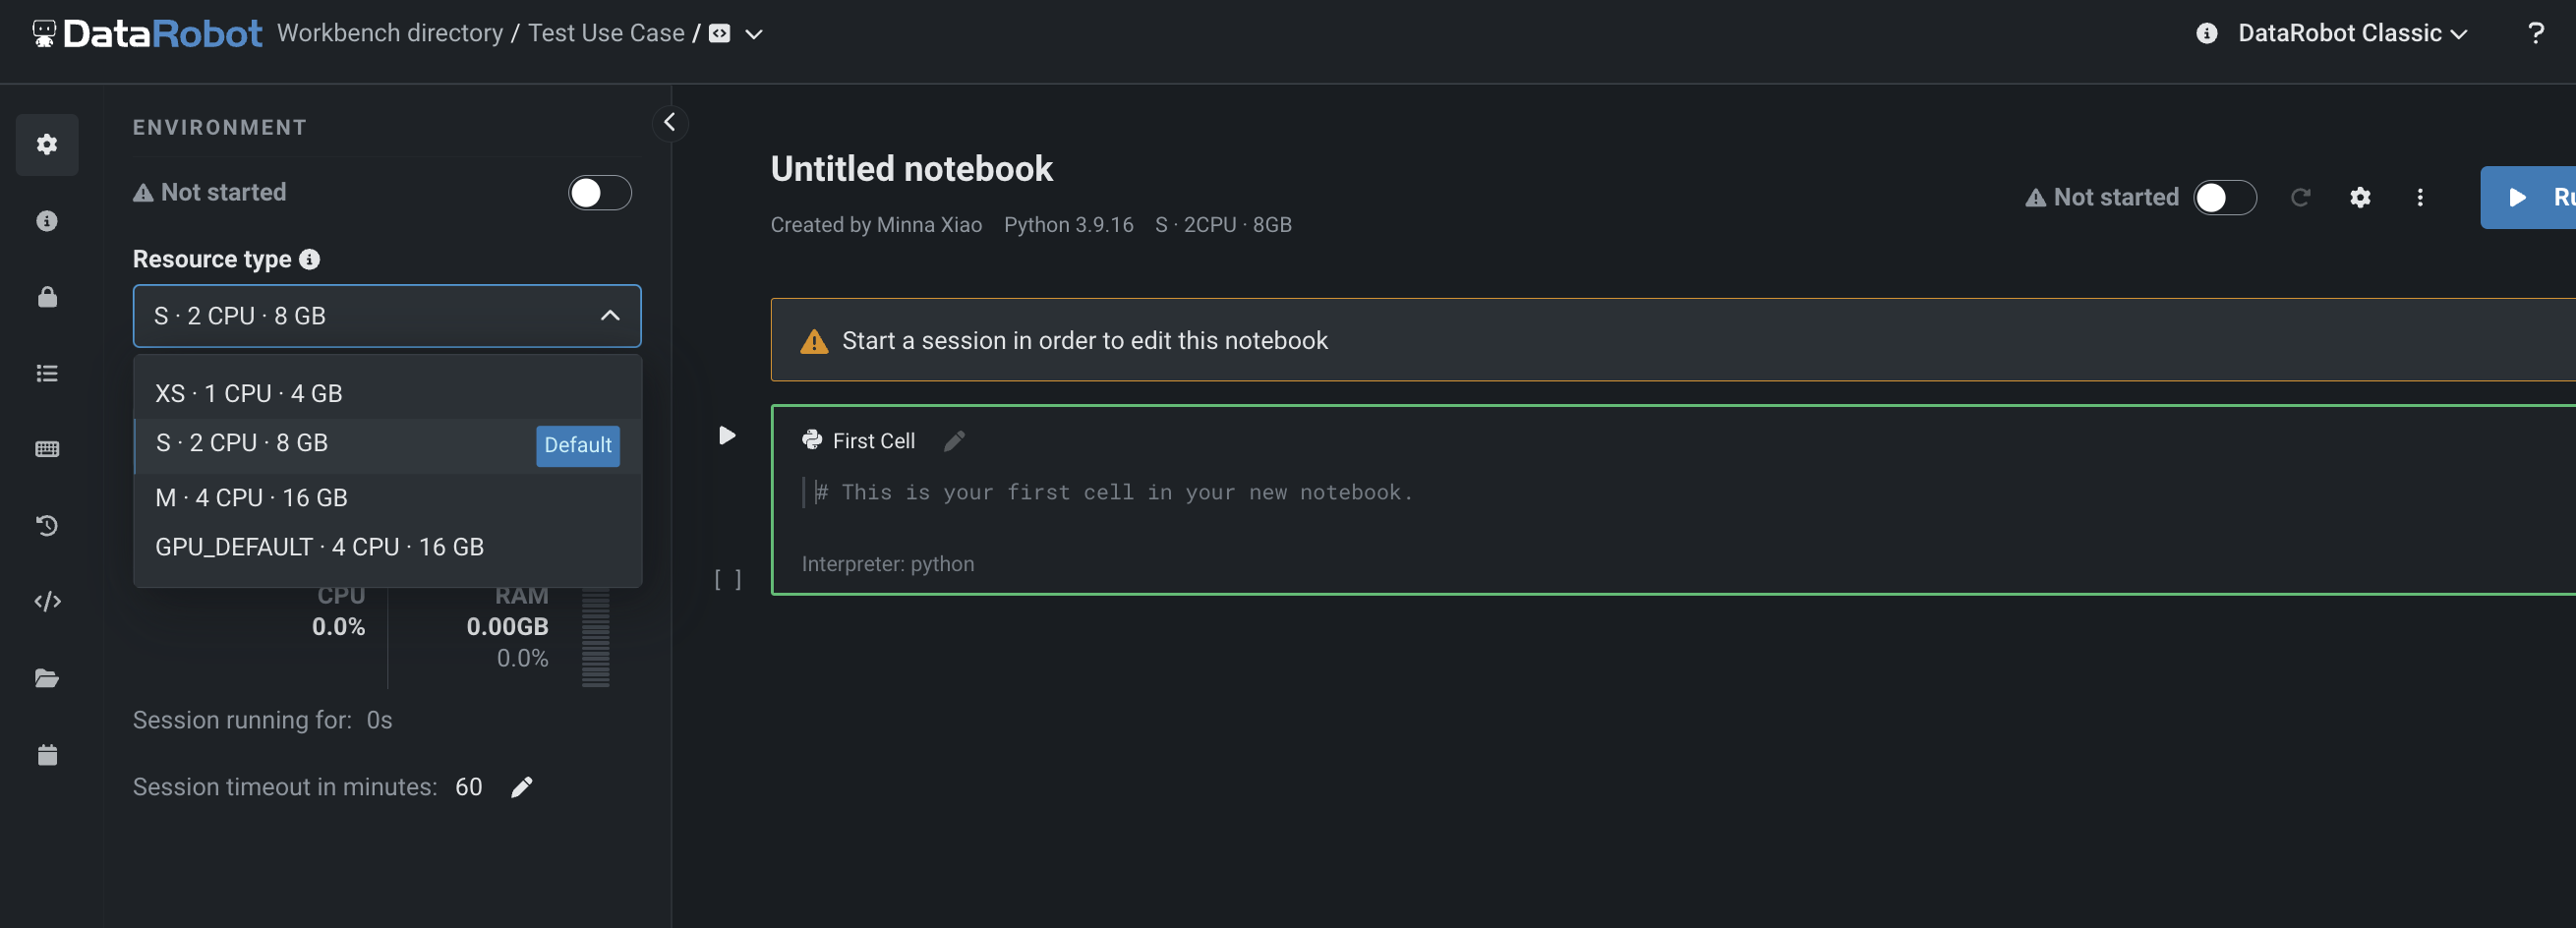 DataRobot Workbench directory / Test Use Case /
DataRobot Classic ?
ENVIRONMENT
Not started
Resource type
S · 2 CPU · 8 GB
XS · 1 CPU · 4 GB
S · 2 CPU · 8 GB Default
M · 4 CPU · 16 GB
GPU_DEFAULT · 4 CPU · 16 GB
CPU RAM
0.0% 0.00GB
0.0%
Session running for: 0s
Session timeout in minutes: 60
Untitled notebook
Created by Minna Xiao Python 3.9.16 S · 2CPU · 8GB
Not started
Start a session in order to edit this notebook
First Cell
# This is your first cell in your new notebook.
Interpreter: python
[ ]